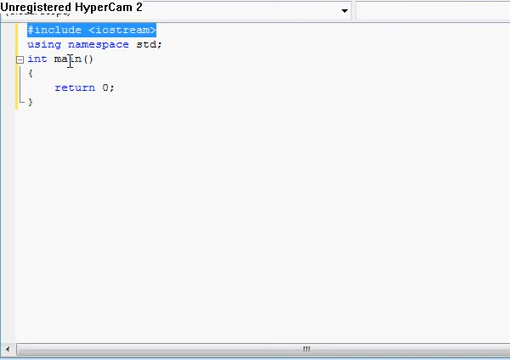 Unregistered HyperCam 2
#include <iostream>
using namespace std;
int main()
{
return 0;
}